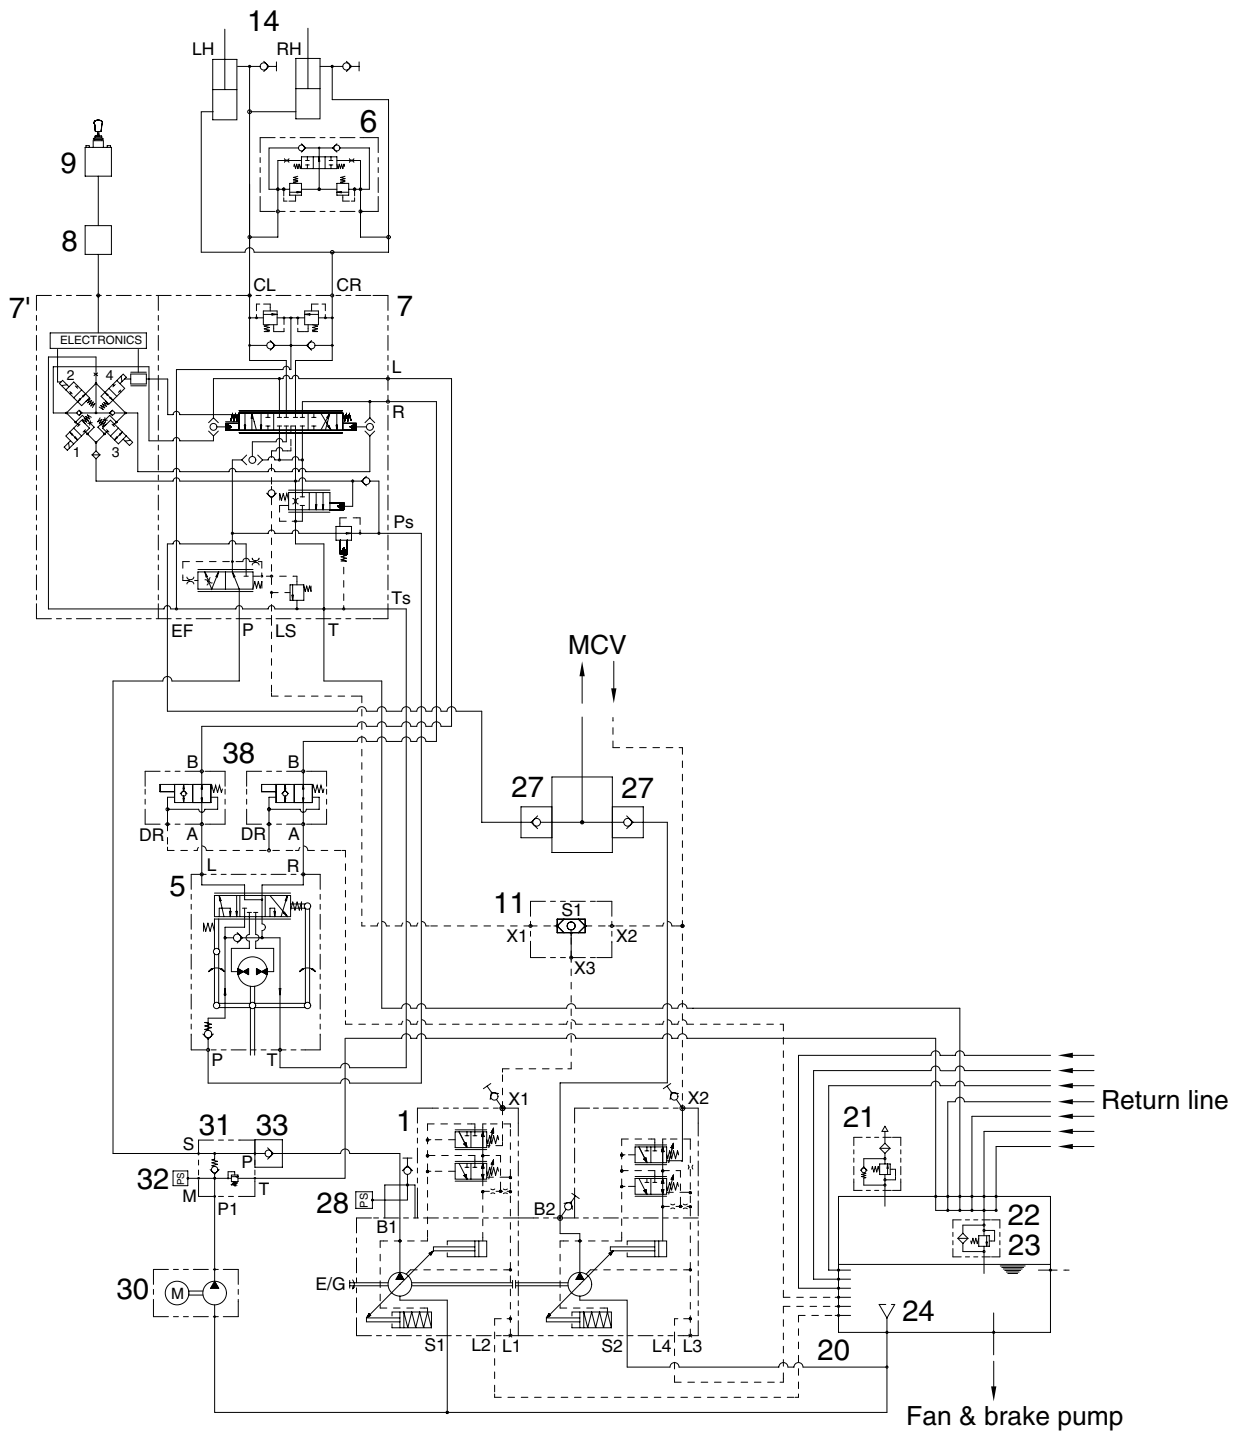 14
LH RH
6
9
8
CL CR
7' 7
ELECTRONICS
L
2 4
R
1 3
Ps
Ts
EF P LS T
MCV
B 38 B
27 27
DR A DR A
L R
5
11 S1
X1 X2
X3
P T
X1 X2
1
Return line
31 33
21
S P
32 PS
M T
P1
28 PS
B1 B2
22
23
E/G
30 M
24
S1 L2 L1 S2 L4 L3
20
Fan & brake pump